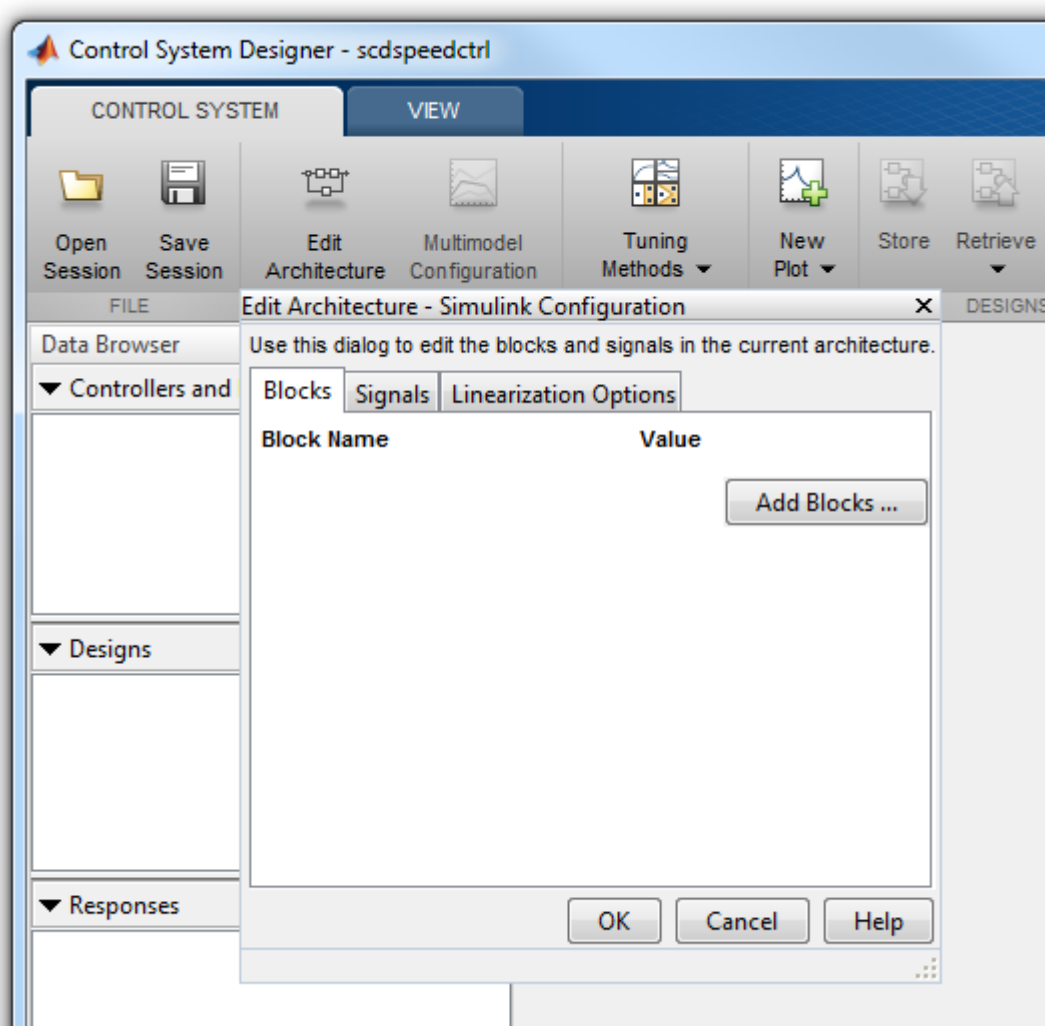 Control System Designer - scdspeedctrl
CONTROL SYSTEM
VIEW
Open
Session
Save
Session
Edit
Architecture
Multimodel
Configuration
Tuning
Methods
New
Plot
Store
Retrieve
FILE
DESIGNS
Edit Architecture - Simulink Configuration
Data Browser
Use this dialog to edit the blocks and signals in the current architecture.
Controllers and
Blocks
Signals
Linearization Options
Block Name
Value
Add Blocks ...
Designs
Responses
OK
Cancel
Help